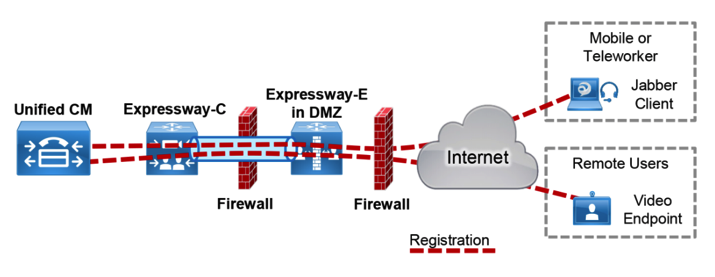 Mobile or
Teleworker
Jabber
Client
Unified CM
Expressway-C
Expressway-E
in DMZ
Internet
Firewall
Firewall
Remote Users
Video
Endpoint
Registration